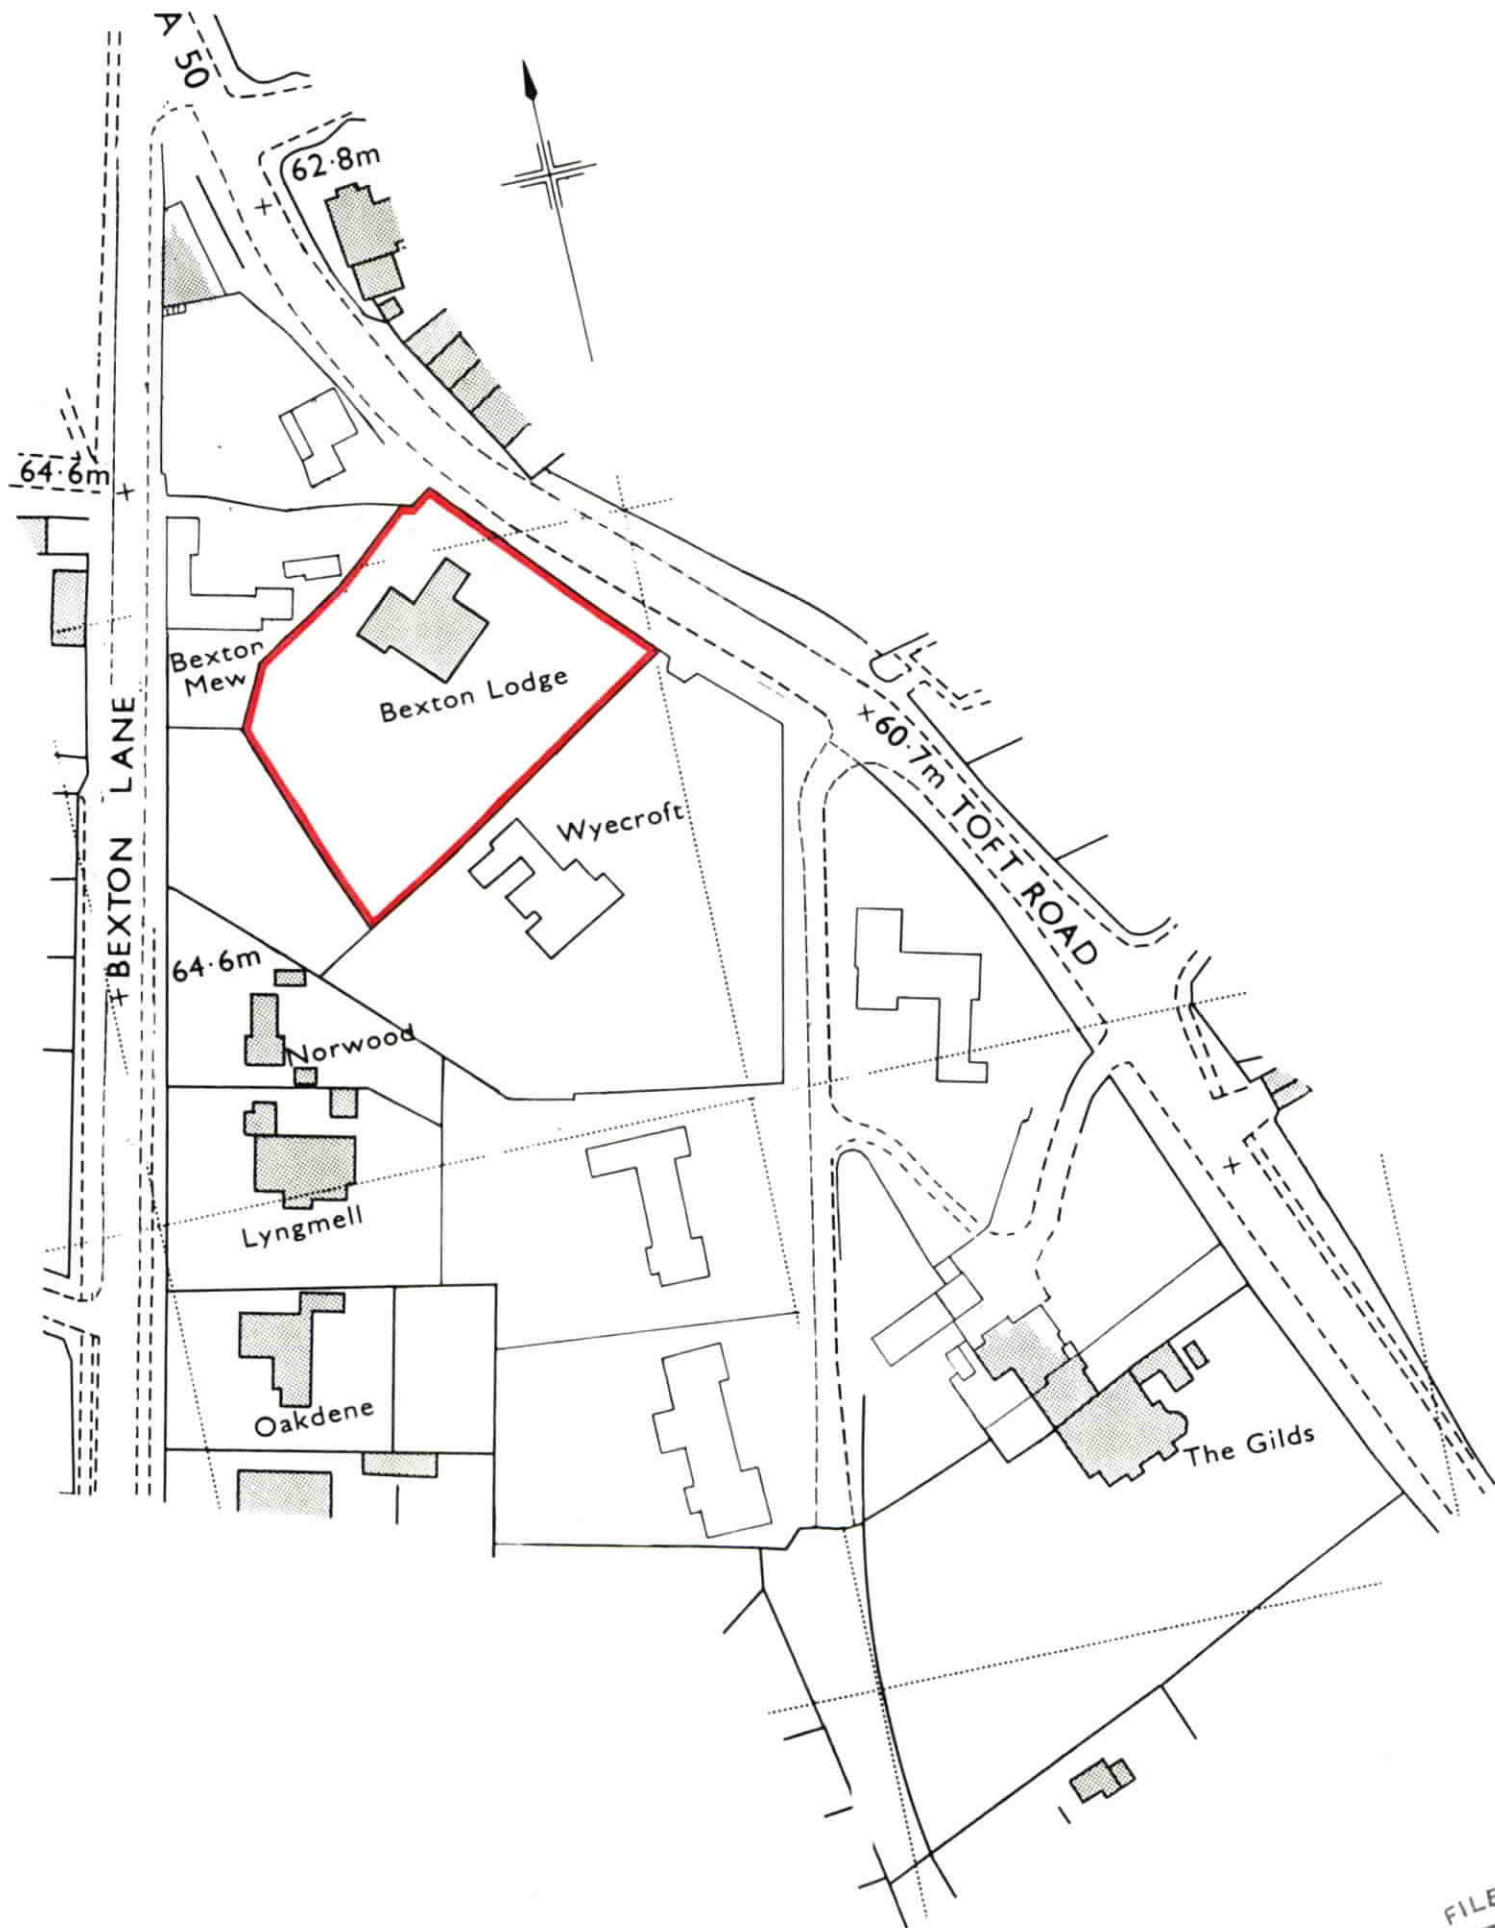 A 50
62·8m
64·6m
Bexton
Mew
Bexton Lodge
BEXTON LANE
Wyecroft
60·7m TOFT ROAD
64·6m
Norwood
Lyngmell
Oakdene
The Gilds
FILE